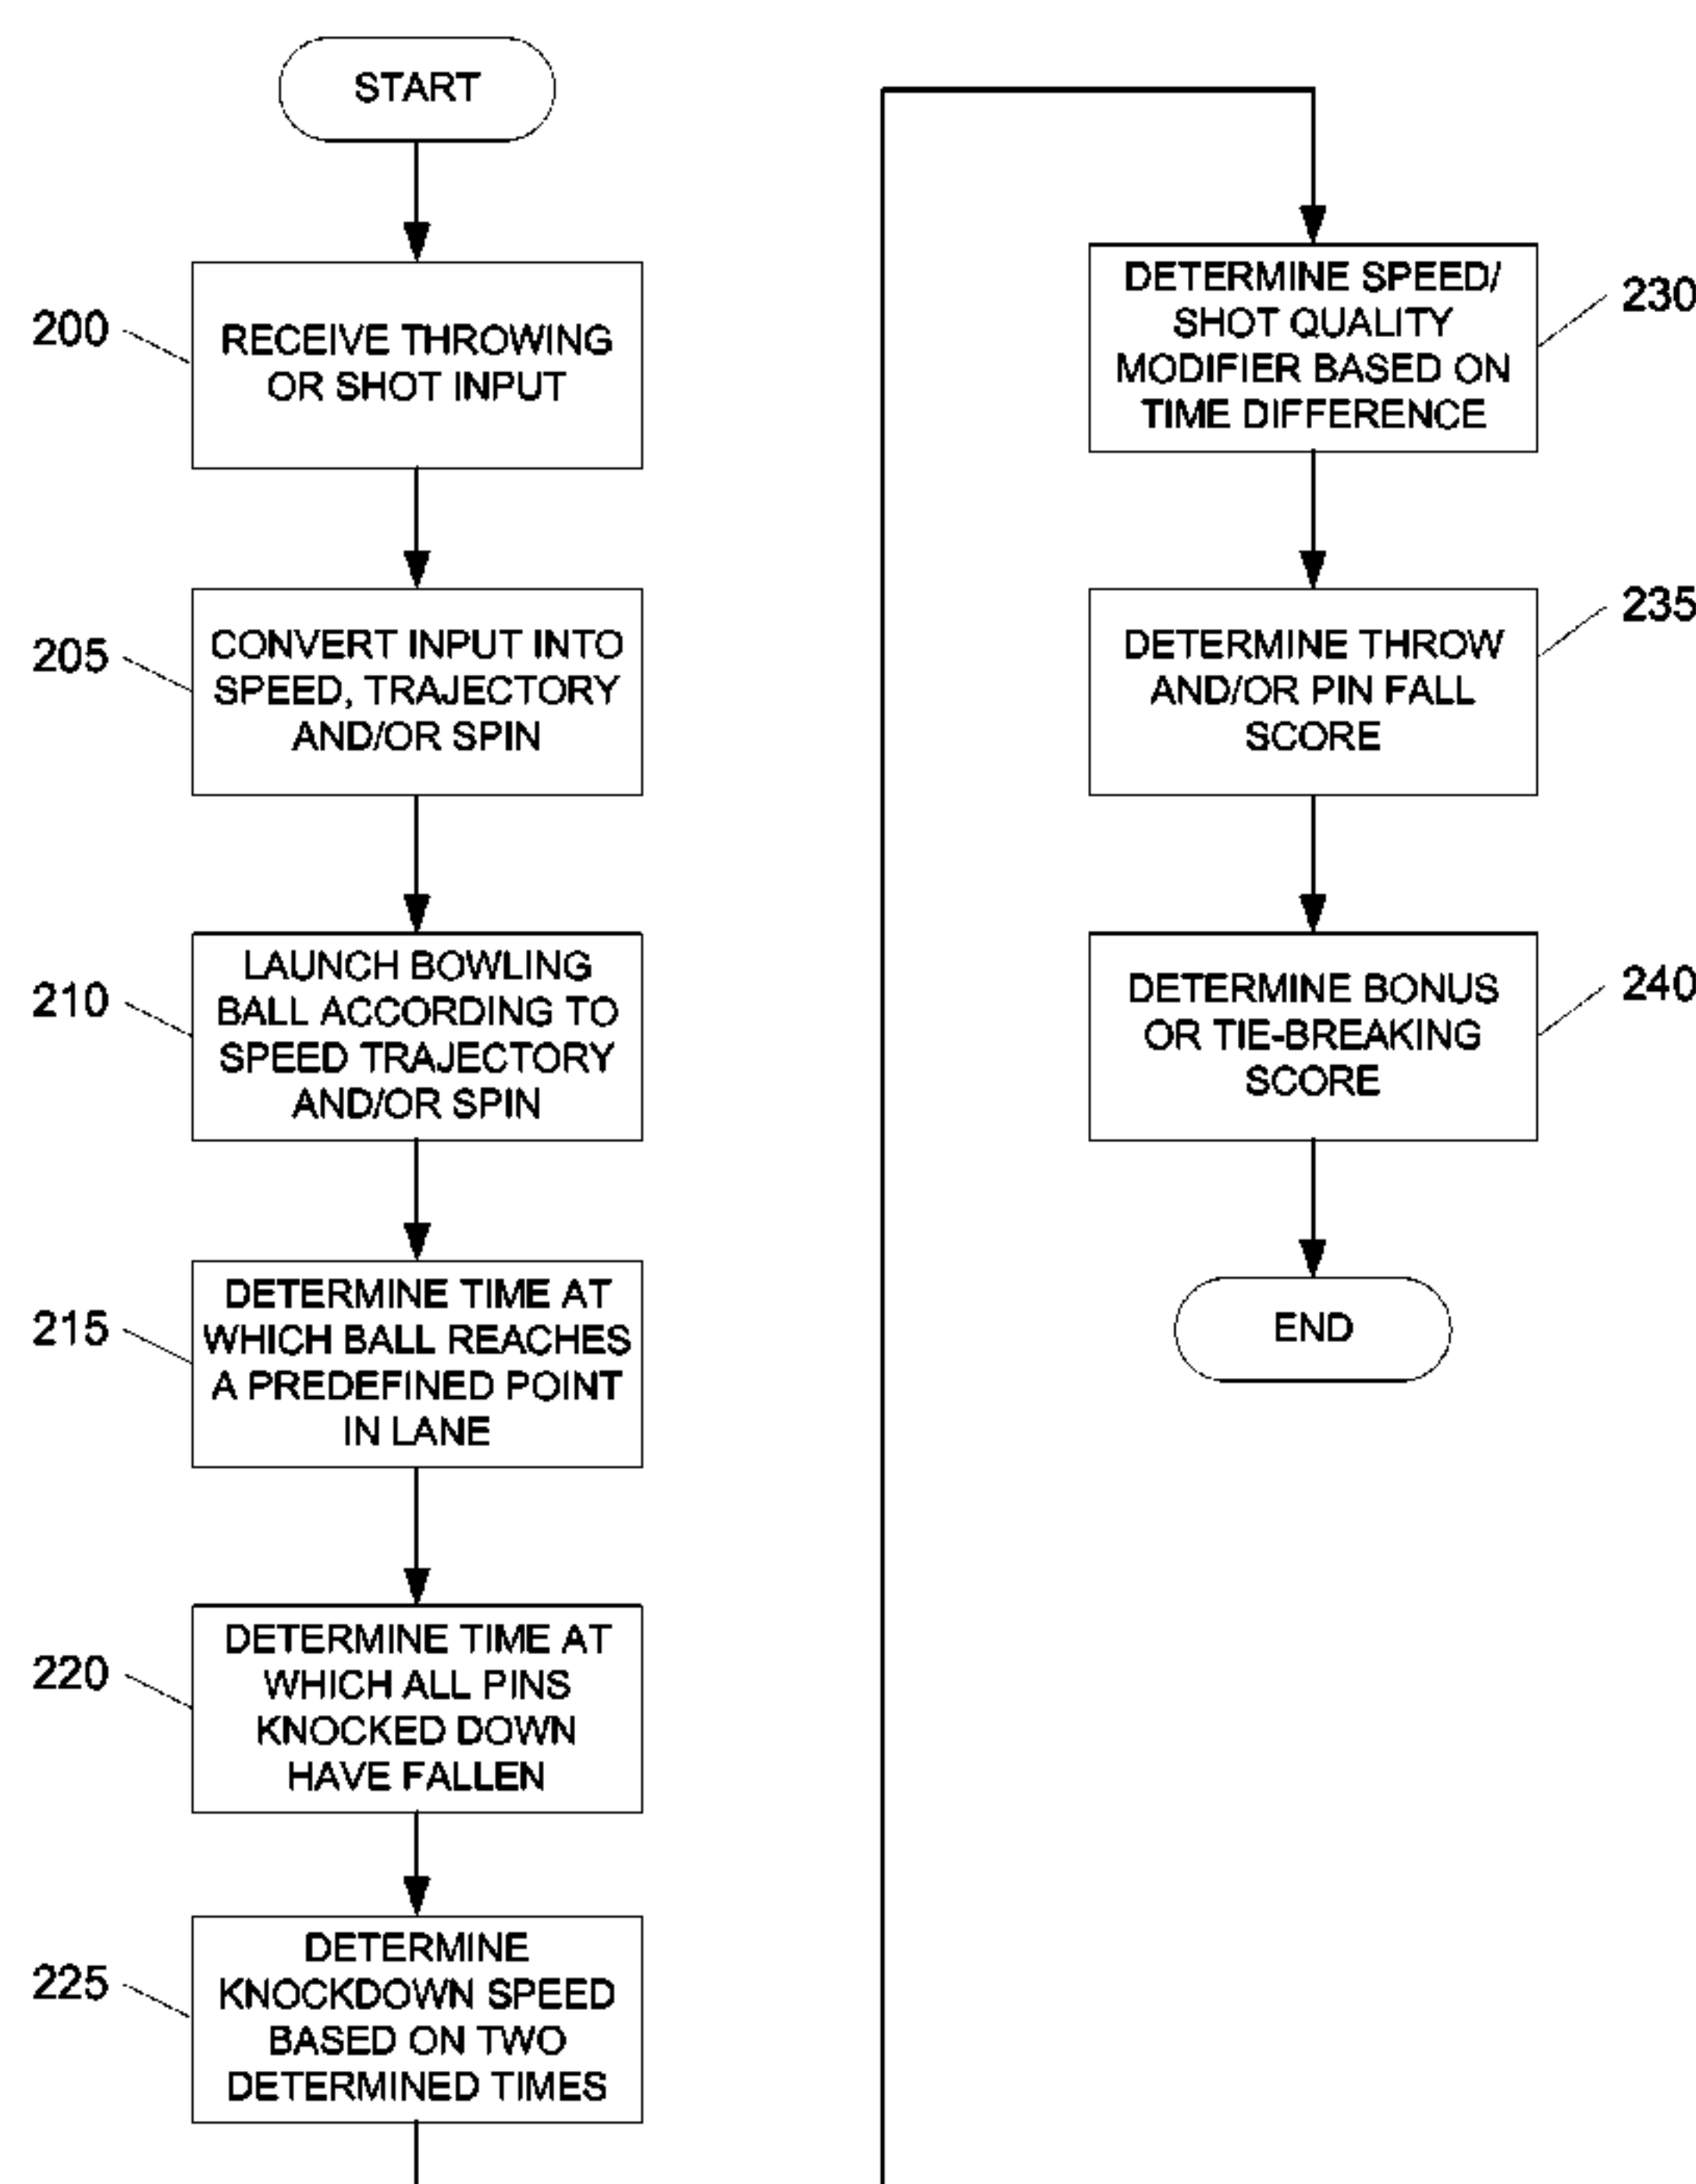 START
200
RECEIVE THROWING
OR SHOT INPUT
205
CONVERT INPUT INTO
SPEED, TRAJECTORY
AND/OR SPIN
210
LAUNCH BOWLING
BALL ACCORDING TO
SPEED TRAJECTORY
AND/OR SPIN
215
DETERMINE TIME AT
WHICH BALL REACHES
A PREDEFINED POINT
IN LANE
220
DETERMINE TIME AT
WHICH ALL PINS
KNOCKED DOWN
HAVE FALLEN
225
DETERMINE
KNOCKDOWN SPEED
BASED ON TWO
DETERMINED TIMES
DETERMINE SPEED/
SHOT QUALITY
MODIFIER BASED ON
TIME DIFFERENCE
230
DETERMINE THROW
AND/OR PIN FALL
SCORE
235
DETERMINE BONUS
OR TIE-BREAKING
SCORE
240
END